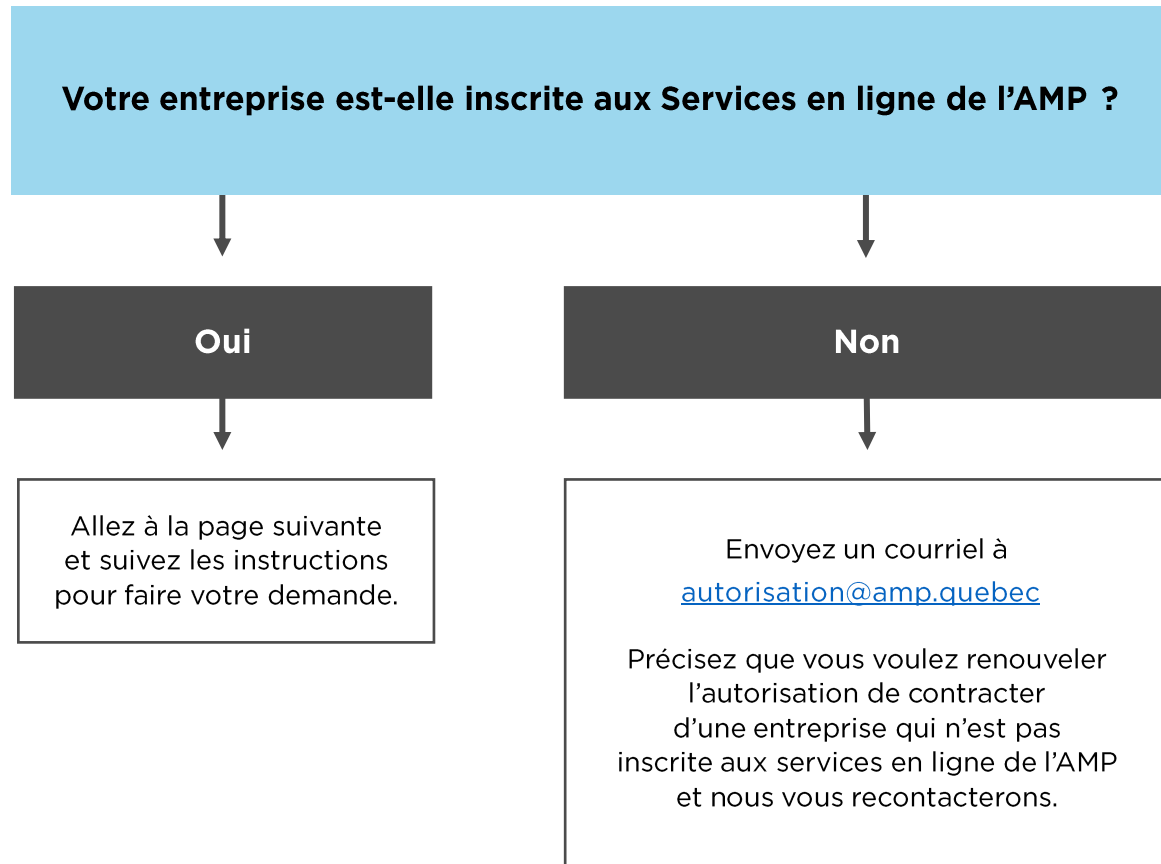 Votre entreprise est-elle inscrite aux Services en ligne de l’AMP ?
Oui
Non
Allez à la page suivante
et suivez les instructions
pour faire votre demande.
Envoyez un courriel à
autorisation@amp.quebec
Précisez que vous voulez renouveler
l’autorisation de contracter
d’une entreprise qui n’est pas
inscrite aux services en ligne de l’AMP
et nous vous recontacterons.